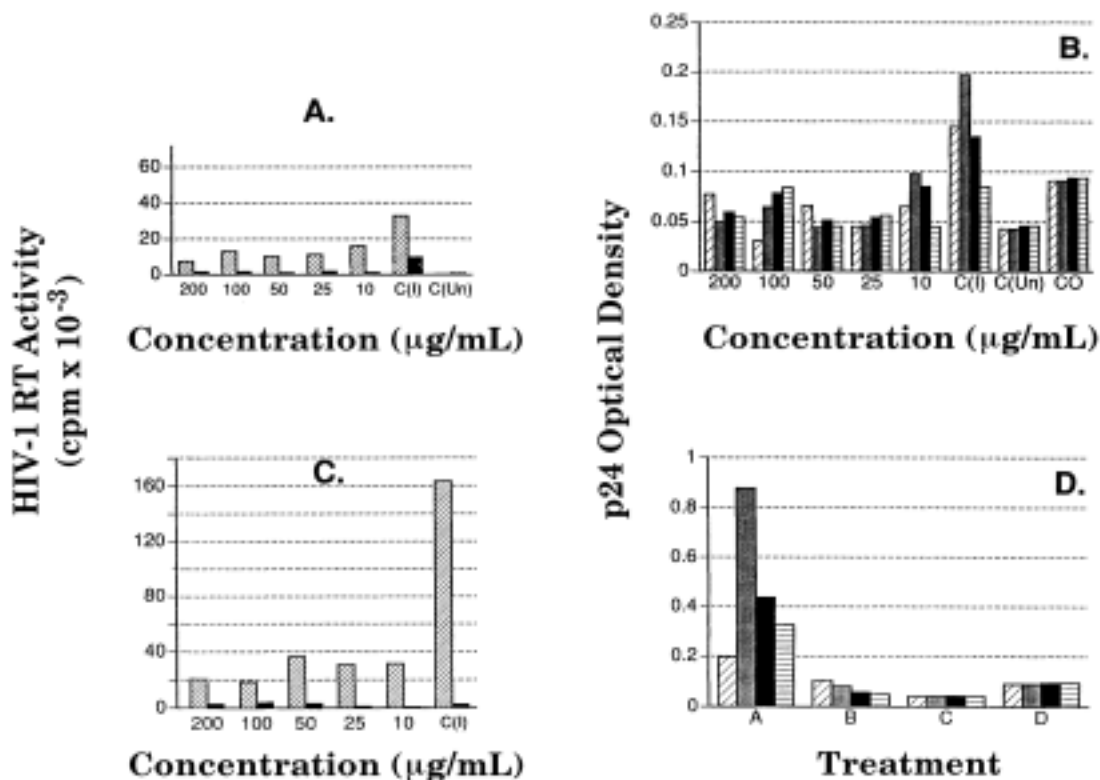 A.
60
40
20
0
200 100 50 25 10 C(I) C(Un)
Concentration (µg/mL)
B.
0.25
0.2
0.15
0.1
0.05
0
200 100 50 25 10 C(I) C(Un) CO
Concentration (µg/mL)
HIV-1 RT Activity
(cpm x 10⁻³)
p24 Optical Density
C.
160
120
80
40
0
200 100 50 25 10 C(I)
Concentration (µg/mL)
D.
1
0.8
0.6
0.4
0.2
0
A B C D
Treatment